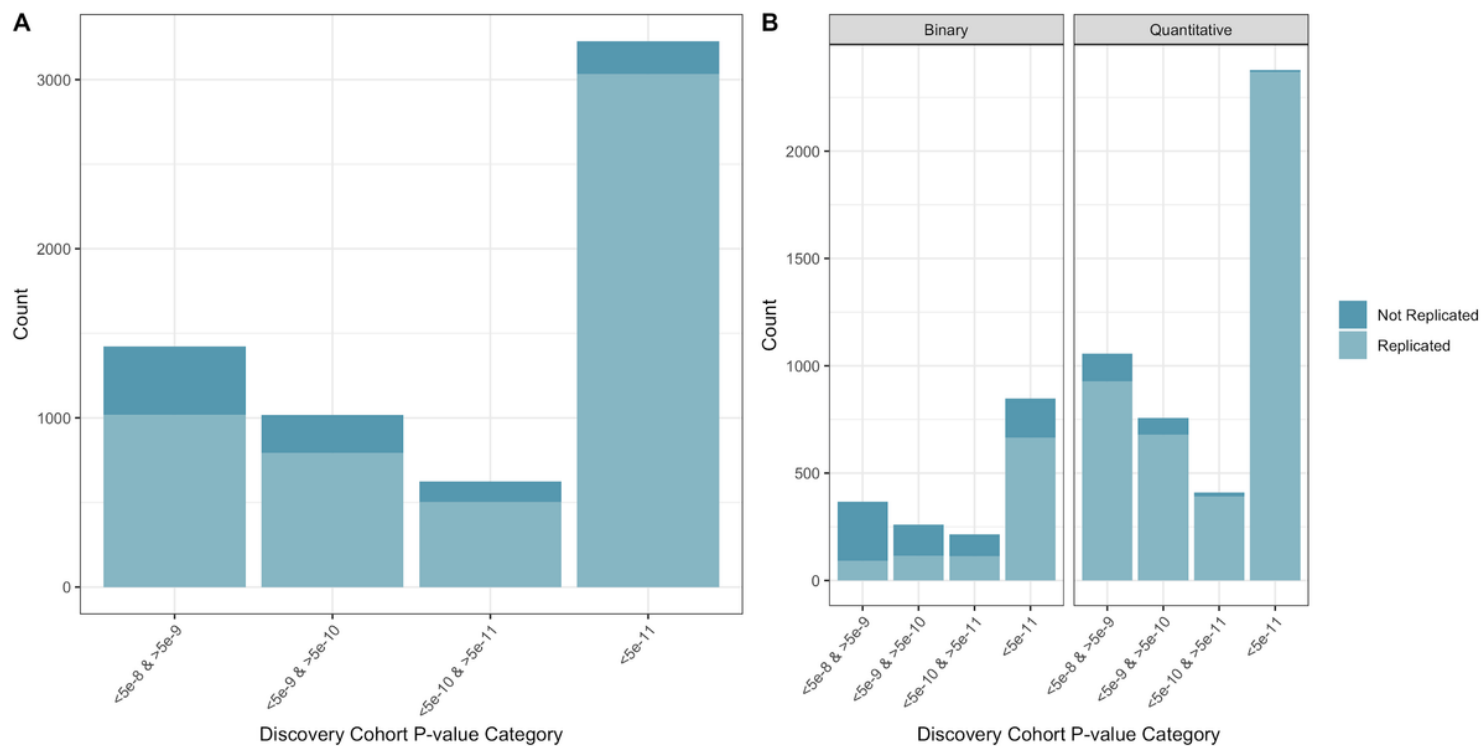 A
Count
3000
2000
1000
0
<5e-8 & >5e-9
<5e-9 & >5e-10
<5e-10 & >5e-11
<5e-11
Discovery Cohort P-value Category
B
Binary
Quantitative
Count
2000
1500
1000
500
0
<5e-8 & >5e-9
<5e-9 & >5e-10
<5e-10 & >5e-11
<5e-11
<5e-8 & >5e-9
<5e-9 & >5e-10
<5e-10 & >5e-11
<5e-11
Discovery Cohort P-value Category
Not Replicated
Replicated